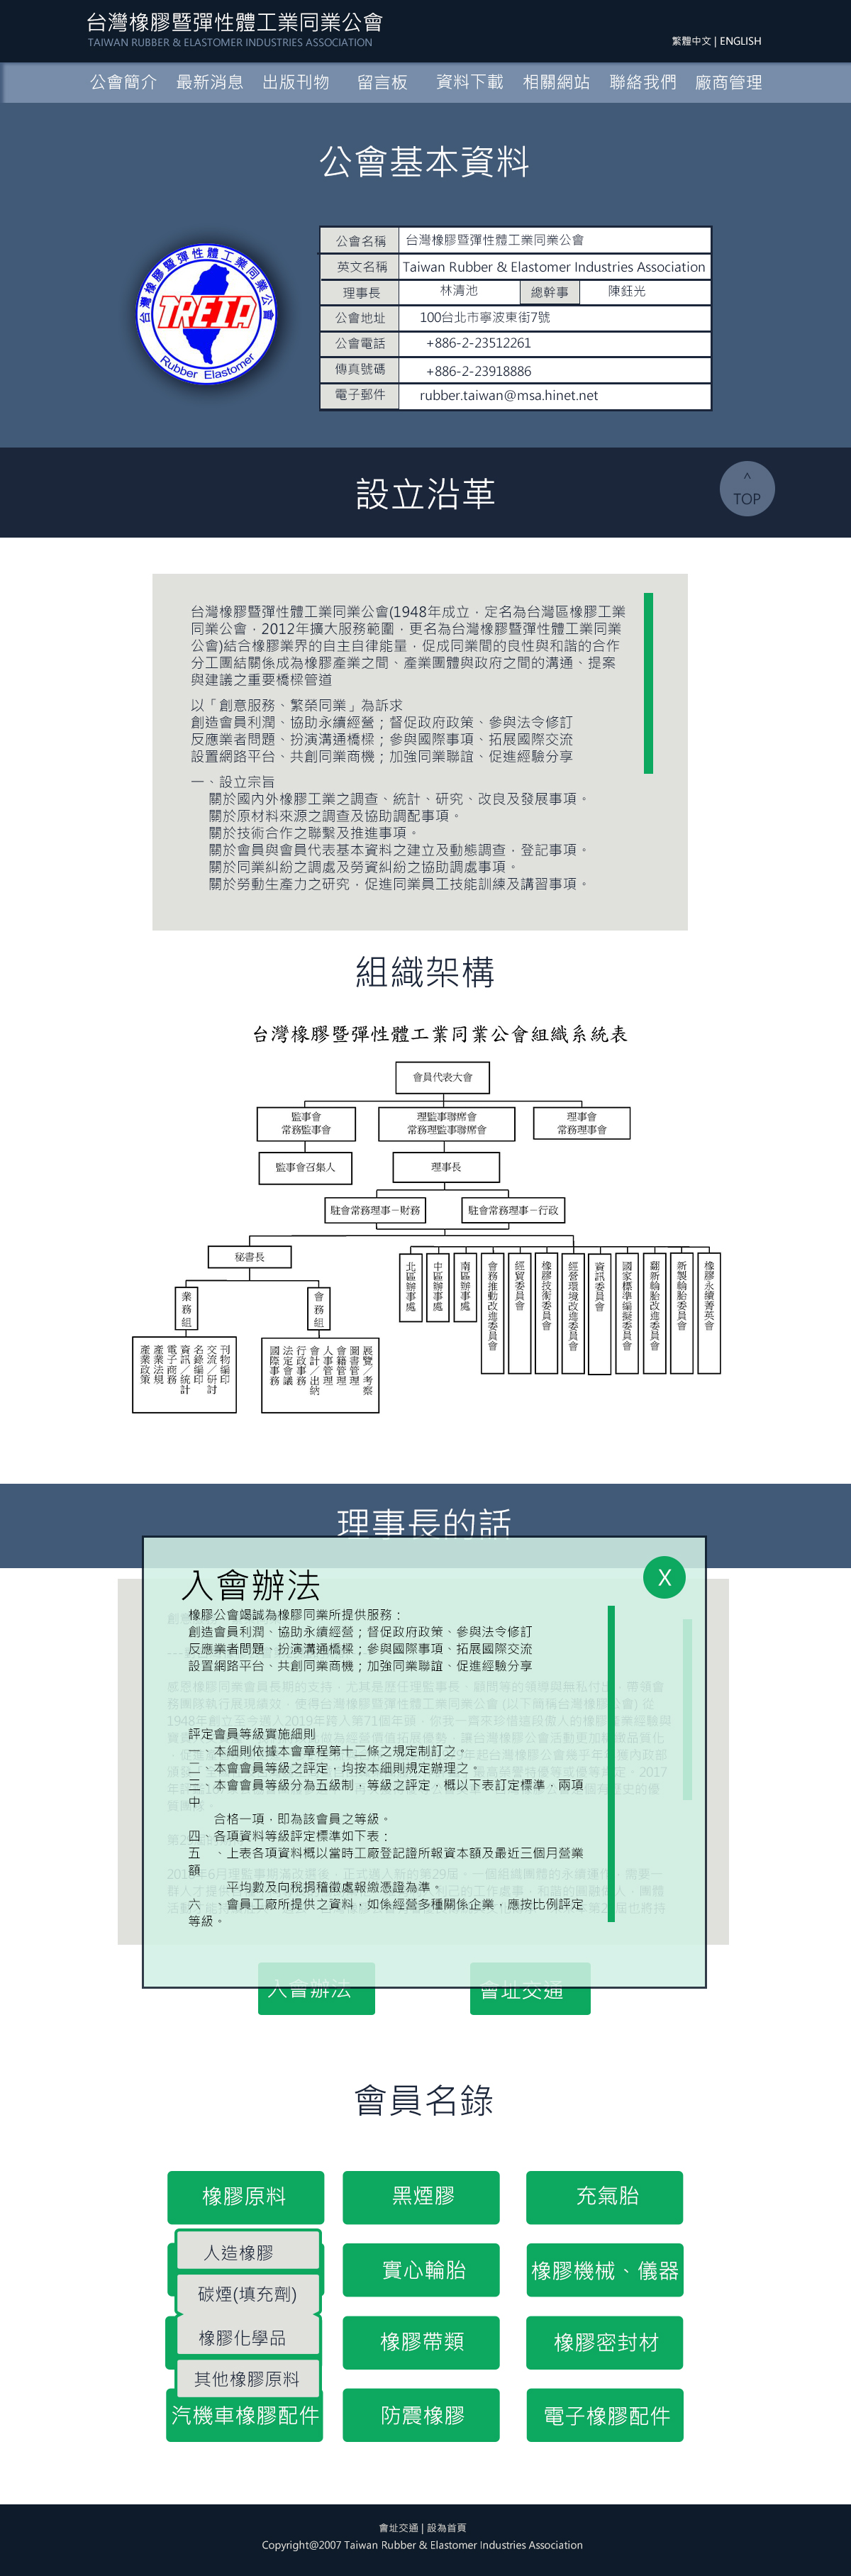 台灣橡膠暨彈性體工業同業公會
TAIWAN RUBBER & ELASTOMER INDUSTRIES ASSOCIATION
繁體中文 | ENGLISH
公會簡介 最新消息 出版刊物 留言板 資料下載 相關網站 聯絡我們 廠商管理
公會基本資料
台灣橡膠暨彈性體工業同業公會
TREIA
Rubber Elastomer
公會名稱 台灣橡膠暨彈性體工業同業公會
英文名稱 Taiwan Rubber & Elastomer Industries Association
理事長 林清池 總幹事 陳鈺光
公會地址 100台北市寧波東街7號
公會電話 +886-2-23512261
傳真號碼 +886-2-23918886
電子郵件 rubber.taiwan@msa.hinet.net
設立沿革
^
TOP
台灣橡膠暨彈性體工業同業公會(1948年成立，定名為台灣區橡膠工業
同業公會，2012年擴大服務範圍，更名為台灣橡膠暨彈性體工業同業
公會)結合橡膠業界的自主自律能量，促成同業間的良性與和諧的合作
分工團結關係成為橡膠產業之間、產業團體與政府之間的溝通、提案
與建議之重要橋樑管道
以「創意服務、繁榮同業」為訴求
創造會員利潤、協助永續經營；督促政府政策、參與法令修訂
反應業者問題、扮演溝通橋樑；參與國際事項、拓展國際交流
設置網路平台、共創同業商機；加強同業聯誼、促進經驗分享
一、設立宗旨
關於國內外橡膠工業之調查、統計、研究、改良及發展事項。
關於原材料來源之調查及協助調配事項。
關於技術合作之聯繫及推進事項。
關於會員與會員代表基本資料之建立及動態調查，登記事項。
關於同業糾紛之調處及勞資糾紛之協助調處事項。
關於勞動生產力之研究，促進同業員工技能訓練及講習事項。
組織架構
台灣橡膠暨彈性體工業同業公會組織系統表
會員代表大會
監事會
常務監事會
理監事聯席會
常務理監事聯席會
理事會
常務理事會
監事會召集人
理事長
駐會常務理事－財務
駐會常務理事－行政
秘書長
北區辦事處
中區辦事處
南區辦事處
會務推動改進委員會
經貿委員會
橡膠技術委員會
經營環境改進委員會
資訊委員會
國家標準編擬委員會
翻新輪胎改進委員會
新製輪胎委員會
橡膠永續菁英會
業務組
會務組
產業政策
產業法規
電子商務
資訊／統計
名錄編印
交流／研討
刊物編印
國際事務
法定會議
行政事務
會計／出納
人事管理
會籍管理
圖書管理
展覽／考察
理事長的話
入會辦法
X
橡膠公會竭誠為橡膠同業所提供服務：
創造會員利潤、協助永續經營；督促政府政策、參與法令修訂
反應業者問題、扮演溝通橋樑；參與國際事項、拓展國際交流
設置網路平台、共創同業商機；加強同業聯誼、促進經驗分享
評定會員等級實施細則
一、本細則依據本會章程第十二條之規定制訂之。
二、本會會員等級之評定，均按本細則規定辦理之。
三、本會會員等級分為五級制，等級之評定，概以下表訂定標準，兩項
中
合格一項，即為該會員之等級。
四、各項資料等級評定標準如下表：
五　、上表各項資料概以當時工廠登記證所報資本額及最近三個月營業
額
平均數及向稅捐稽徵處報繳憑證為準。
六　、會員工廠所提供之資料，如係經營多種關係企業，應按比例評定
等級。
入會辦法 會址交通
會員名錄
橡膠原料 黑煙膠 充氣胎
人造橡膠
實心輪胎 橡膠機械、儀器
碳煙(填充劑)
橡膠化學品
橡膠帶類 橡膠密封材
其他橡膠原料
汽機車橡膠配件 防震橡膠 電子橡膠配件
會址交通 | 設為首頁
Copyright@2007 Taiwan Rubber & Elastomer Industries Association